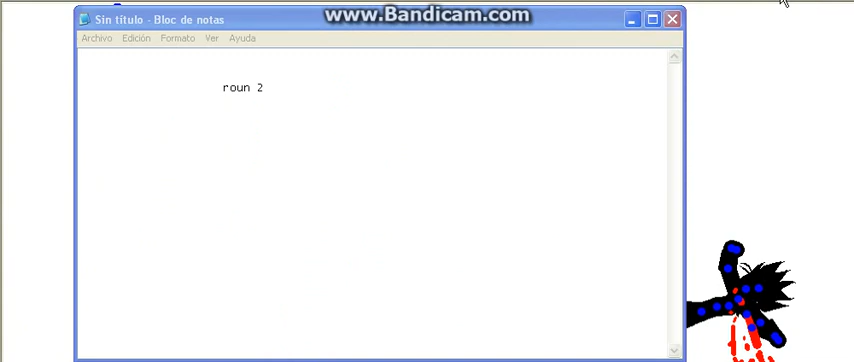 www.Bandicam.com
Sin título - Bloc de notas
Archivo Edición Formato Ver Ayuda
roun 2